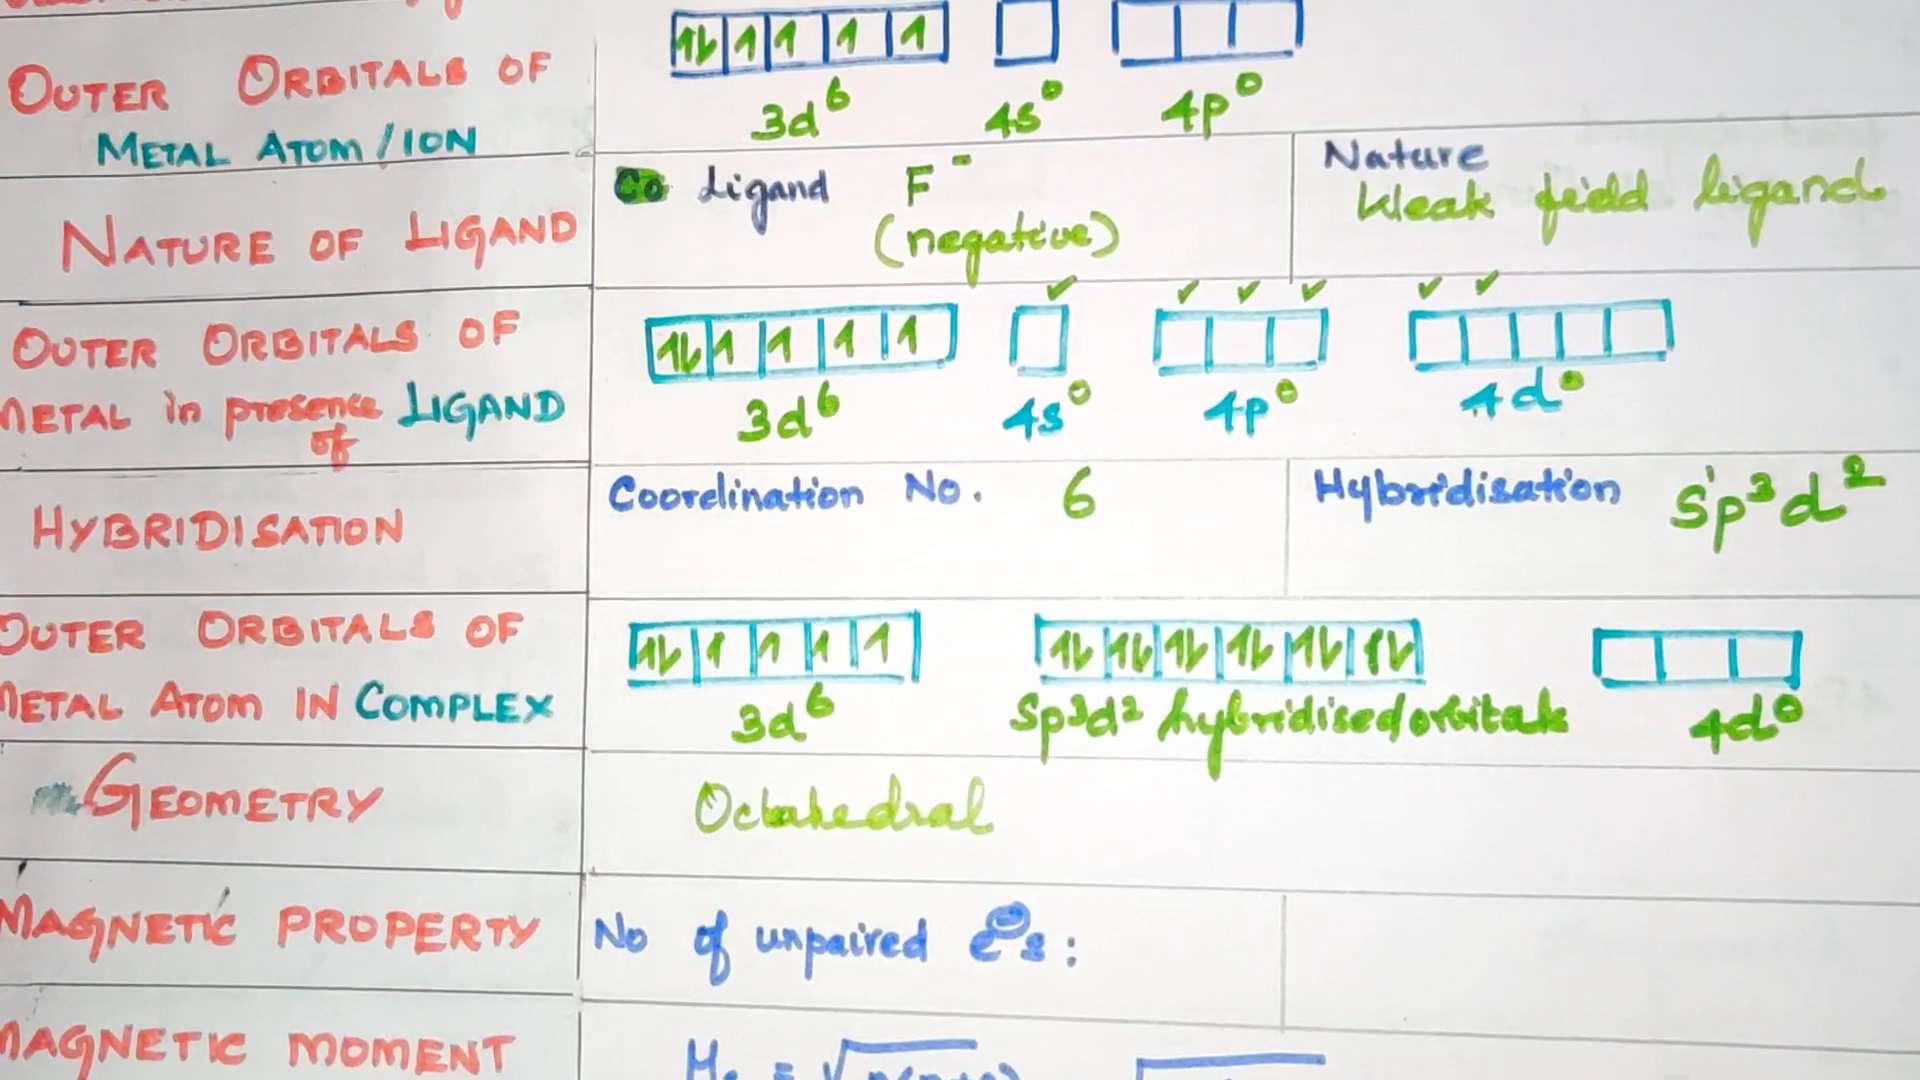 OUTER ORBITALS OF
METAL ATOM / ION
3d⁶ 4s⁰ 4p⁰
NATURE OF LIGAND
Co Ligand F⁻
(negative)
Nature
Weak field ligand
OUTER ORBITALS OF
METAL in presence of LIGAND
3d⁶ 4s⁰ 4p⁰ 4d⁰
HYBRIDISATION
Coordination No. 6
Hybridisation sp³d²
OUTER ORBITALS OF
METAL ATOM IN COMPLEX
3d⁶ sp³d² hybridised orbitals 4d⁰
GEOMETRY
Octahedral
MAGNETIC PROPERTY
No of unpaired e⁻s:
MAGNETIC MOMENT